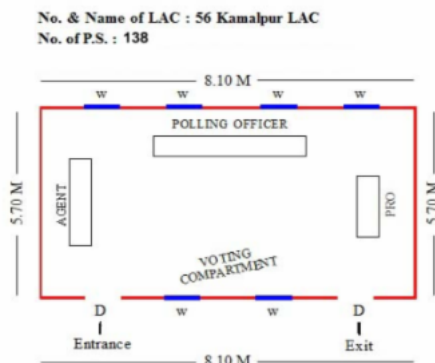 No. & Name of LAC : 56 Kamalpur LAC
No. of P.S. : 138
8.10 M
W W W W
POLLING OFFICER
5.70 M
AGENT
PRO
5.70 M
VOTING
COMPARTMENT
D W W D
Entrance Exit
8.10 M